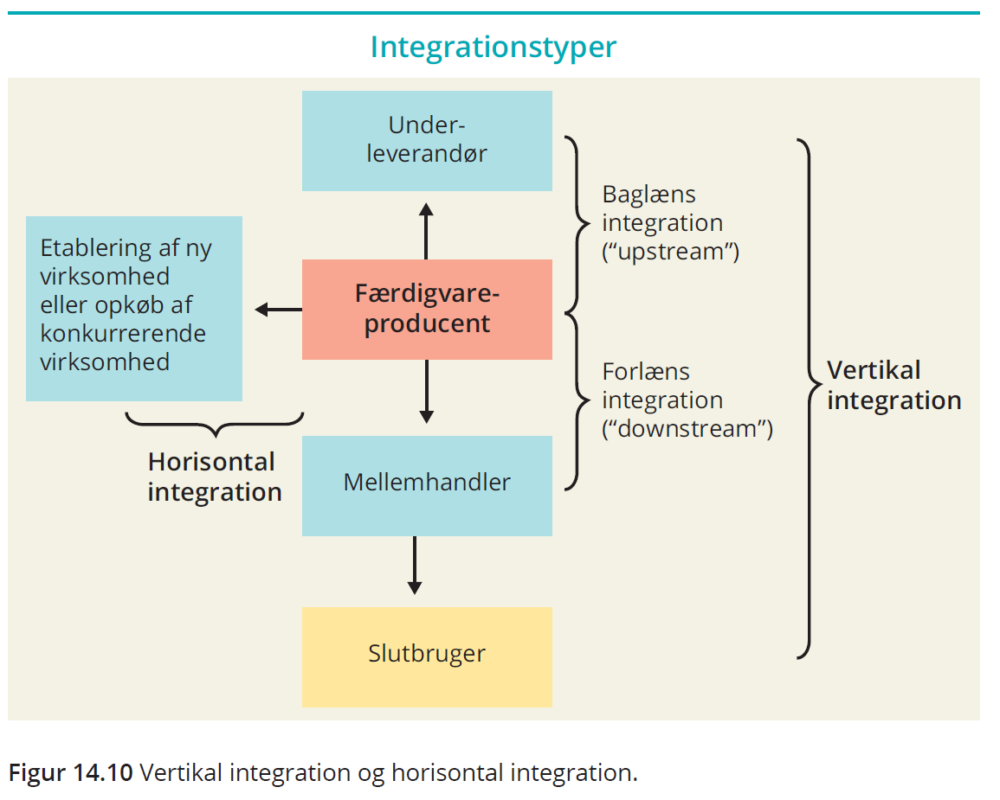 Integrationstyper
Under-
leverandør
Baglæns
integration
(“upstream”)
Etablering af ny
virksomhed
eller opkøb af
konkurrerende
virksomhed
Færdigvare-
producent
Forlæns
integration
(“downstream”)
Vertikal
integration
Horisontal
integration
Mellemhandler
Slutbruger
Figur 14.10 Vertikal integration og horisontal integration.